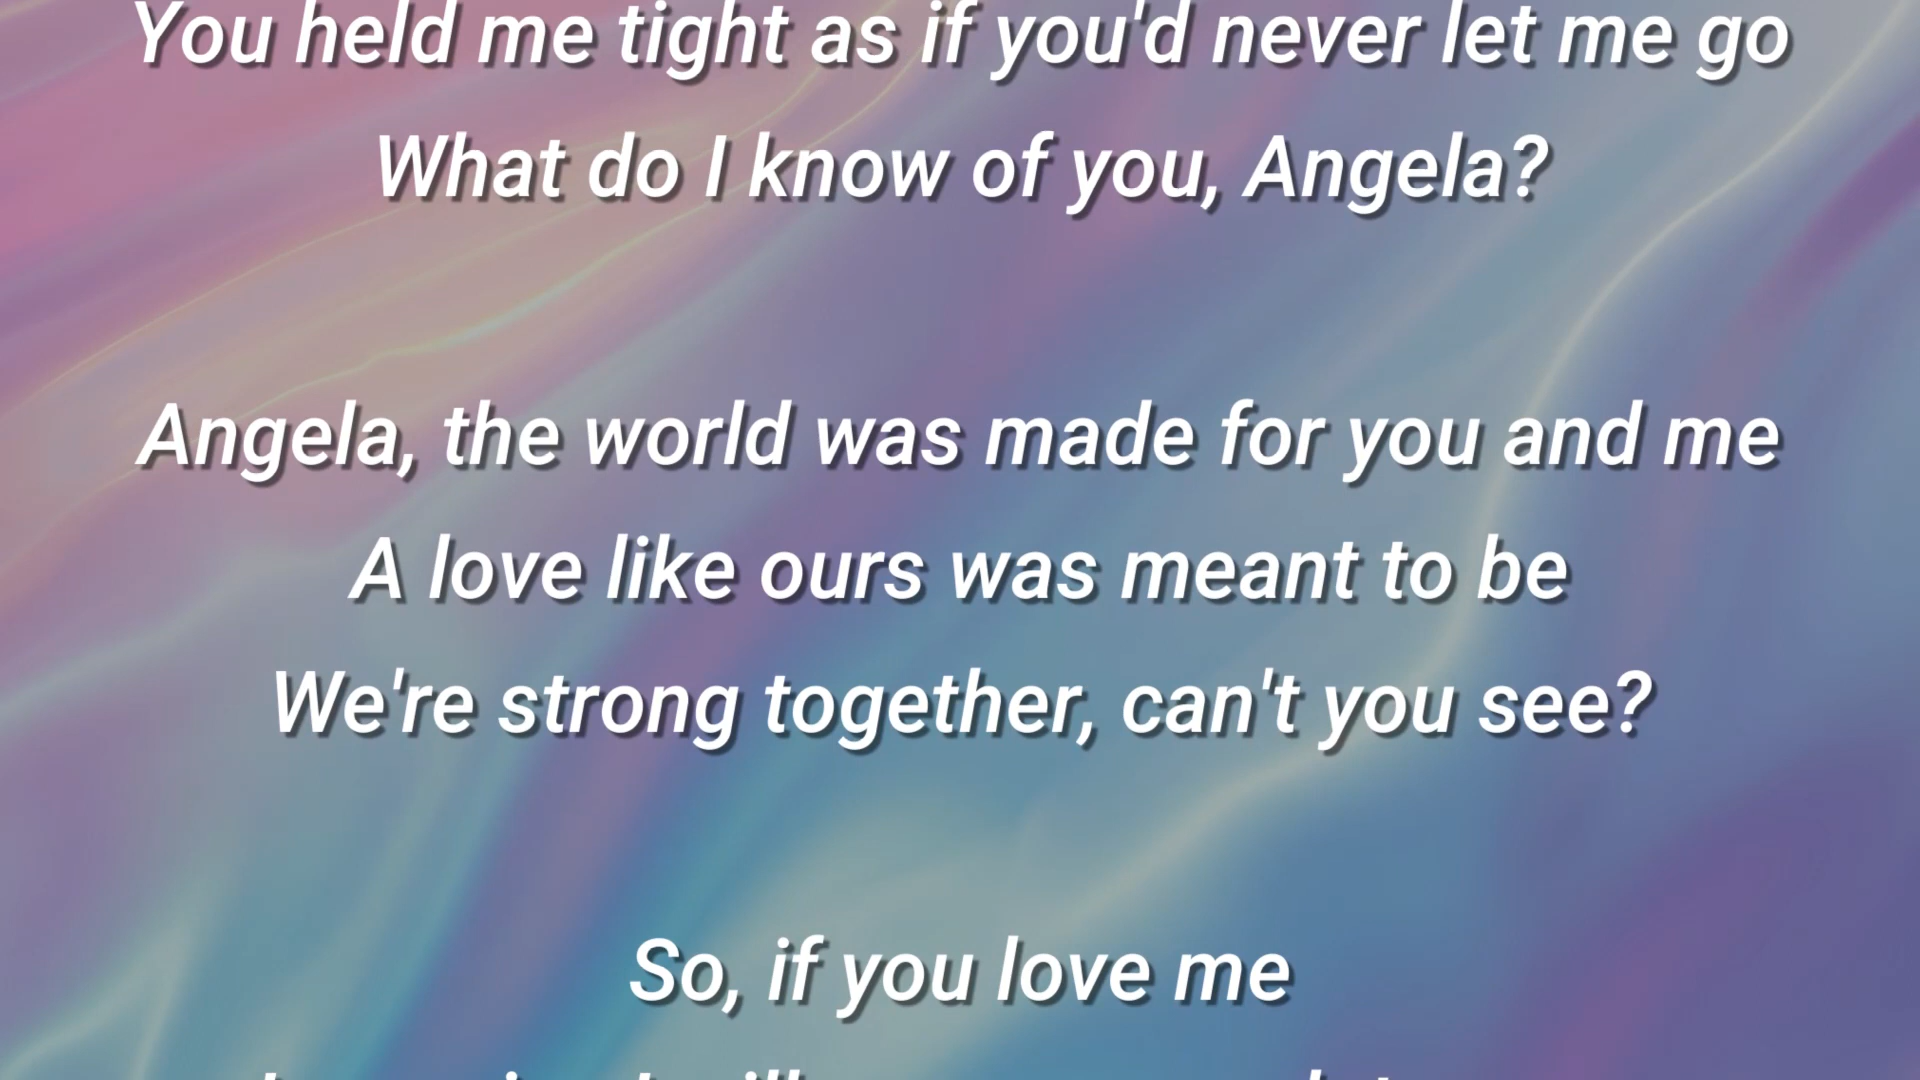 You held me tight as if you'd never let me go
What do I know of you, Angela?
Angela, the world was made for you and me
A love like ours was meant to be
We're strong together, can't you see?
So, if you love me